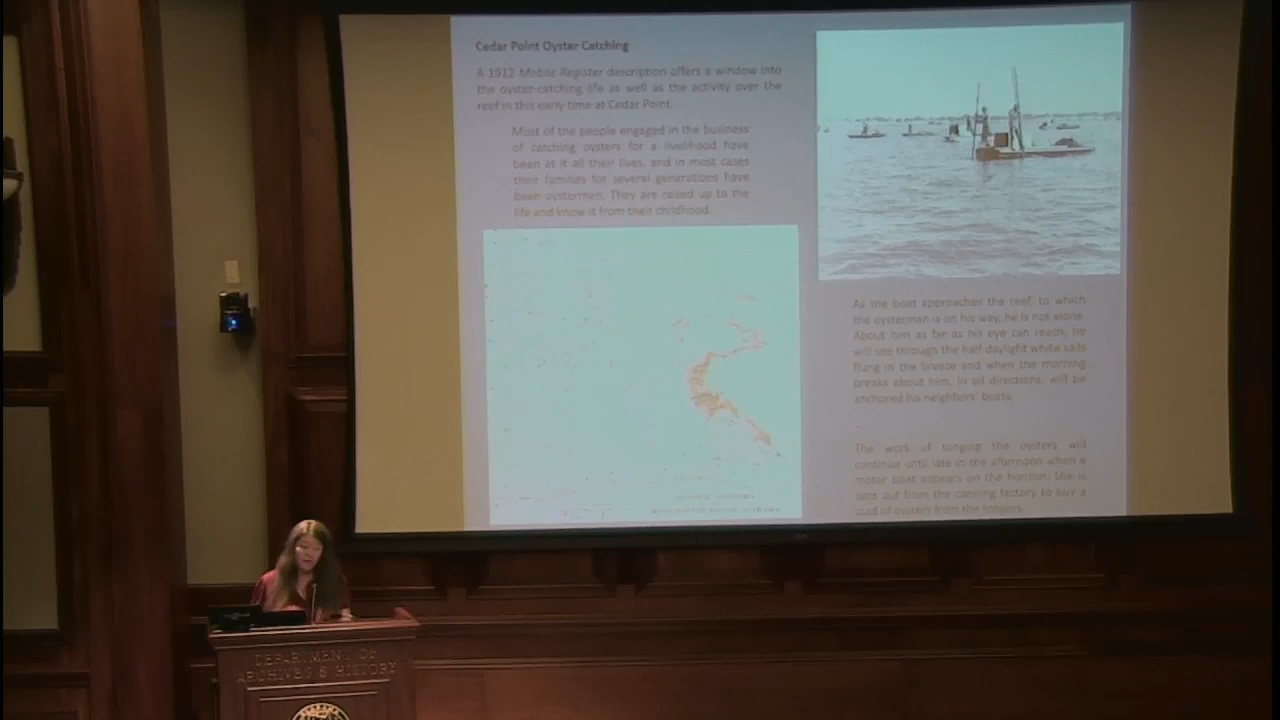 Cedar Point Oyster Catching
A 1912 Mobile Register description offers a window into
the oyster-catching life as well as the activity over the
reef in this early time at Cedar Point.
Most of the people engaged in the business
of catching oysters for a livelihood have
been at it all their lives, and in most cases
their families for several generations have
been oystermen. They are raised up to the
life and know it from their childhood.
As the boat approaches the reef, to which
the oysterman is on his way, he is not alone.
About him as far as his eye can reach, he
will see through the half daylight white sails
flung in the breeze and when the morning
breaks about him, in all directions, will be
anchored his neighbors' boats.
The work of tonging the oysters will
continue until late in the afternoon when a
motor boat appears on the horizon. She is
sent out from the canning factory to buy a
load of oysters from the tongers.
DEPARTMENT OF
ARCHIVES & HISTORY